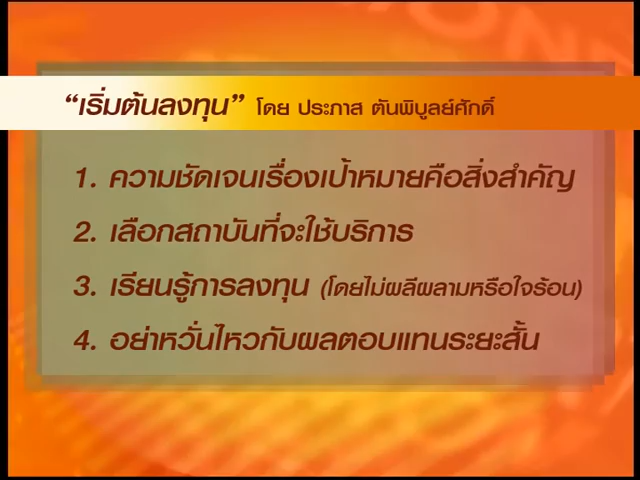 “เริ่มต้นลงทุน” โดย ประภาส ตันพิบูลย์ศักดิ์
1. ความชัดเจนเรื่องเป้าหมายคือสิ่งสำคัญ
2. เลือกสถาบันที่จะใช้บริการ
3. เรียนรู้การลงทุน (โดยไม่ผลีผลามหรือใจร้อน)
4. อย่าหวั่นไหวกับผลตอบแทนระยะสั้น